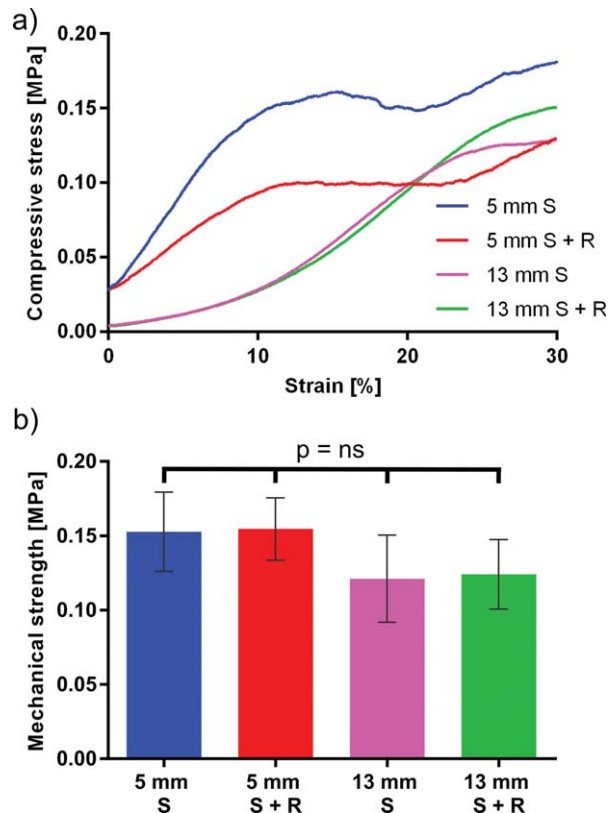 a)
Compressive stress [MPa]
0.20
0.15
0.10
0.05
0.00
5 mm S
5 mm S + R
13 mm S
13 mm S + R
0
10
20
30
Strain [%]
b)
p = ns
Mechanical strength [MPa]
0.20
0.15
0.10
0.05
0.00
5 mm
S
5 mm
S + R
13 mm
S
13 mm
S + R